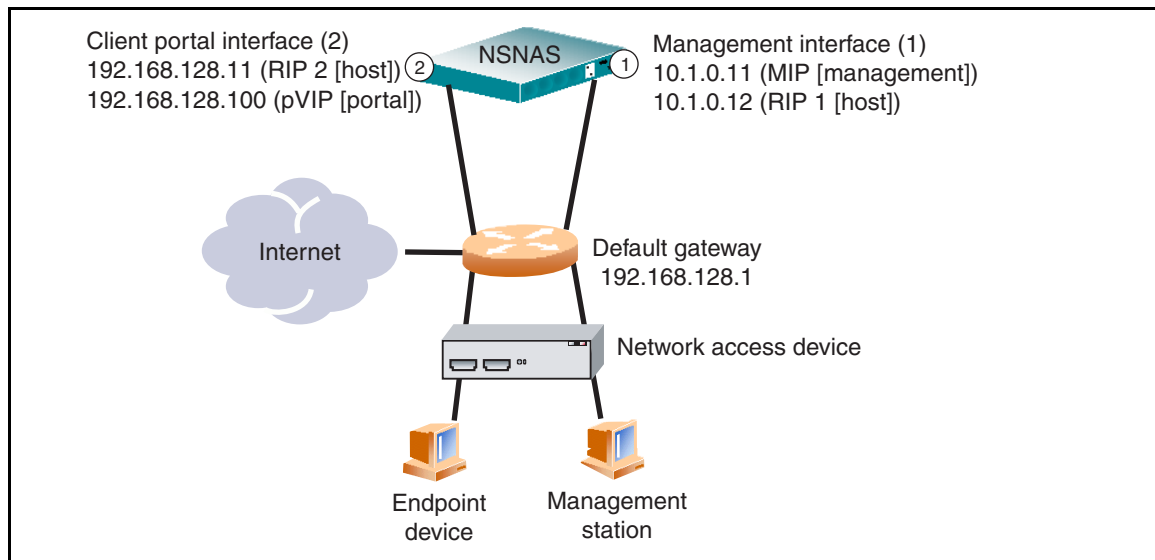 Client portal interface (2)
192.168.128.11 (RIP 2 [host])
192.168.128.100 (pVIP [portal])
2
NSNAS
1
Management interface (1)
10.1.0.11 (MIP [management])
10.1.0.12 (RIP 1 [host])
Internet
Default gateway
192.168.128.1
Network access device
Endpoint
device
Management
station